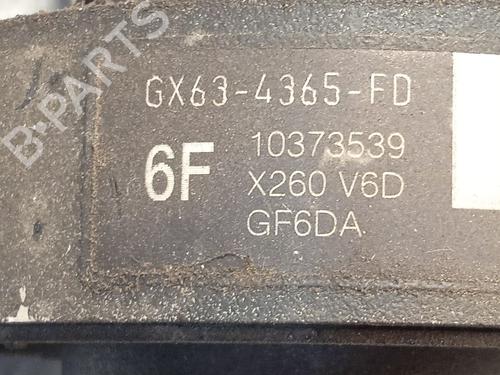 B-PARTS
GX63-4365-FD
6F
10373539
X260 V6D
GF6DA